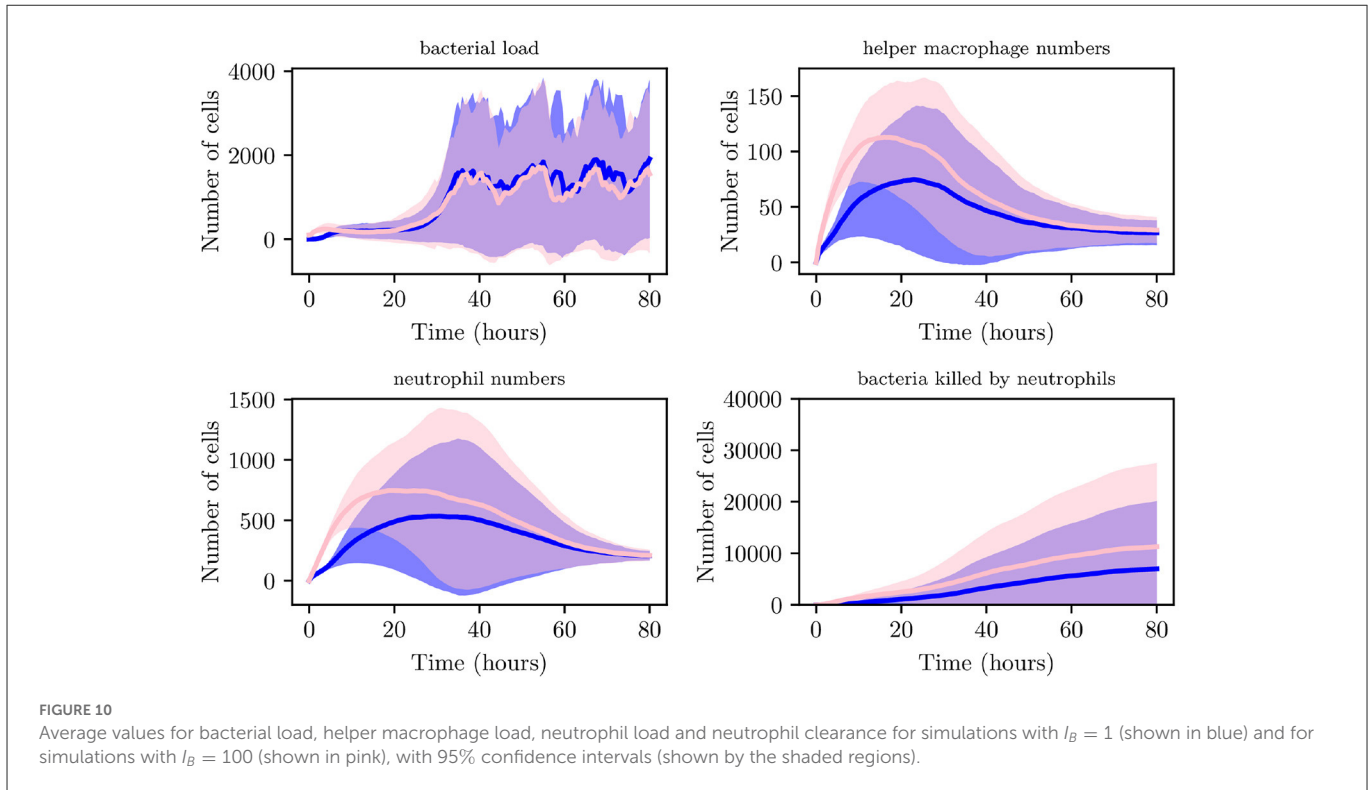 bacterial load
Number of cells
4000
2000
0
0 20 40 60 80
Time (hours)
helper macrophage numbers
Number of cells
150
100
50
0
0 20 40 60 80
Time (hours)
neutrophil numbers
Number of cells
1500
1000
500
0
0 20 40 60 80
Time (hours)
bacteria killed by neutrophils
Number of cells
40000
30000
20000
10000
0
0 20 40 60 80
Time (hours)
FIGURE 10
Average values for bacterial load, helper macrophage load, neutrophil load and neutrophil clearance for simulations with I_B = 1 (shown in blue) and for
simulations with I_B = 100 (shown in pink), with 95% confidence intervals (shown by the shaded regions).